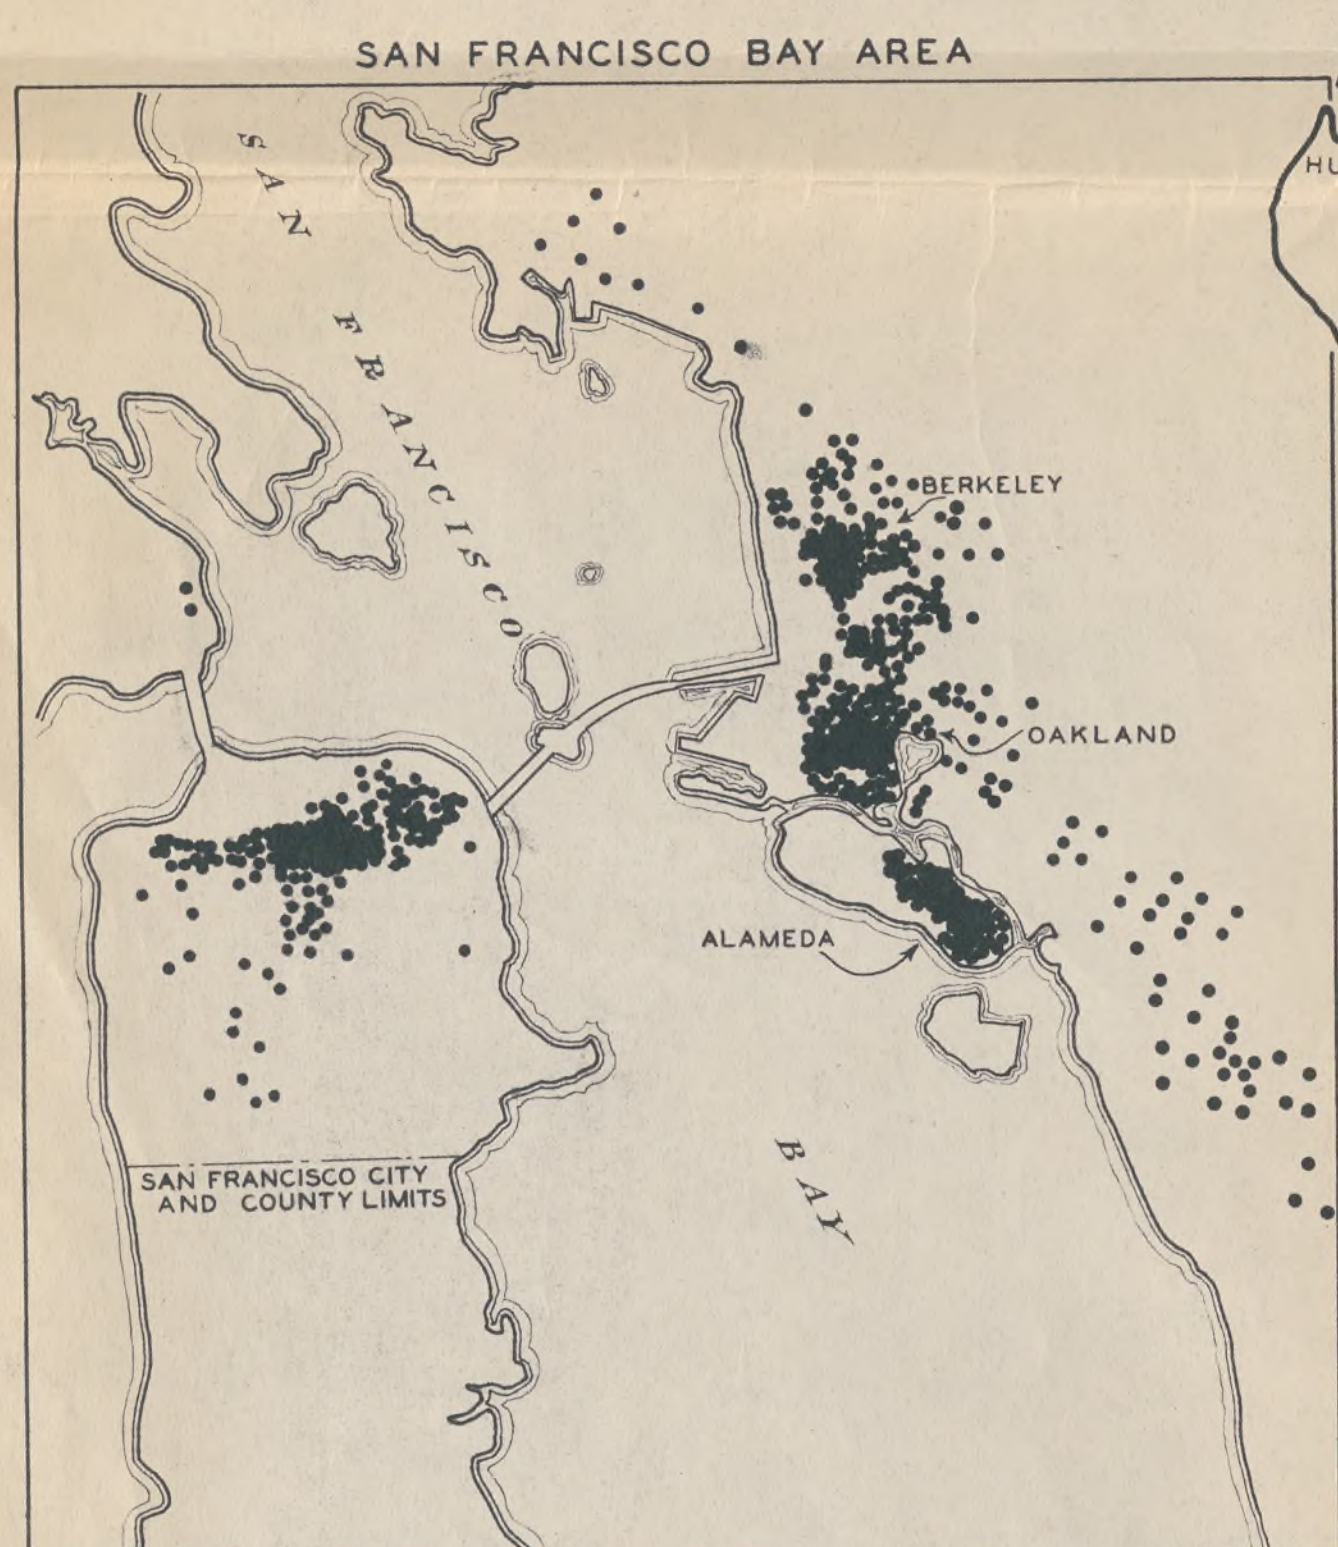 SAN FRANCISCO BAY AREA
HU
SAN FRANCISCO
BERKELEY
OAKLAND
ALAMEDA
BAY
SAN FRANCISCO CITY
AND COUNTY LIMITS